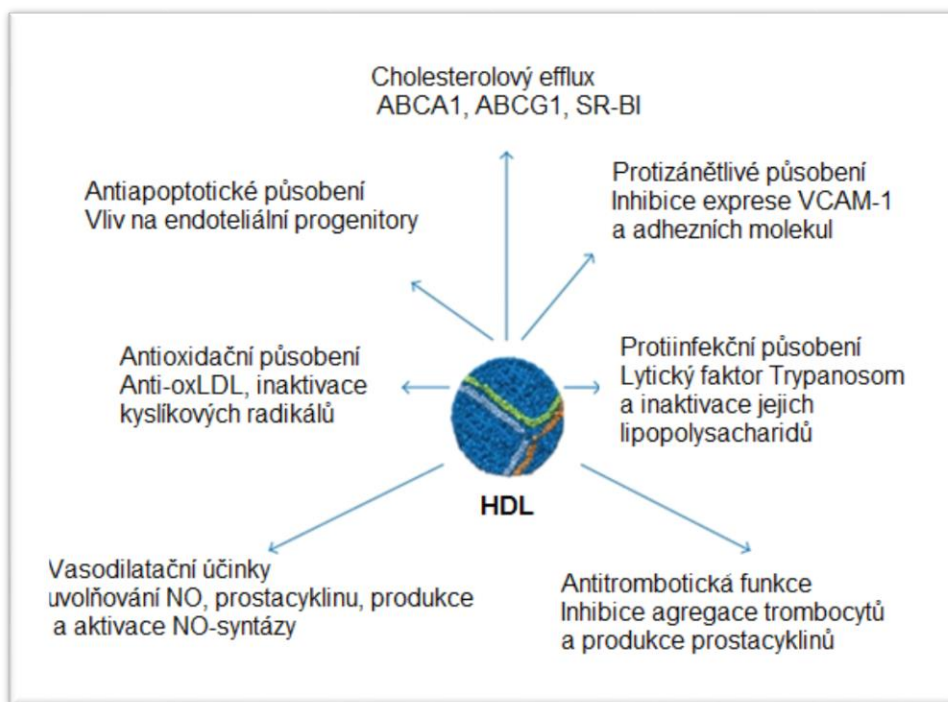 Cholesterolový efflux
ABCA1, ABCG1, SR-BI
Antiapoptotické působení
Vliv na endoteliální progenitory
Protizánětlivé působení
Inhibice exprese VCAM-1
a adhezních molekul
Antioxidační působení
Anti-oxLDL, inaktivace
kyslíkových radikálů
Protiinfekční působení
Lytický faktor Trypanosom
a inaktivace jejich
lipopolysacharidů
HDL
Vasodilatační účinky
uvolňování NO, prostacyklinu, produkce
a aktivace NO-syntázy
Antitrombotická funkce
Inhibice agregace trombocytů
a produkce prostacyklinů